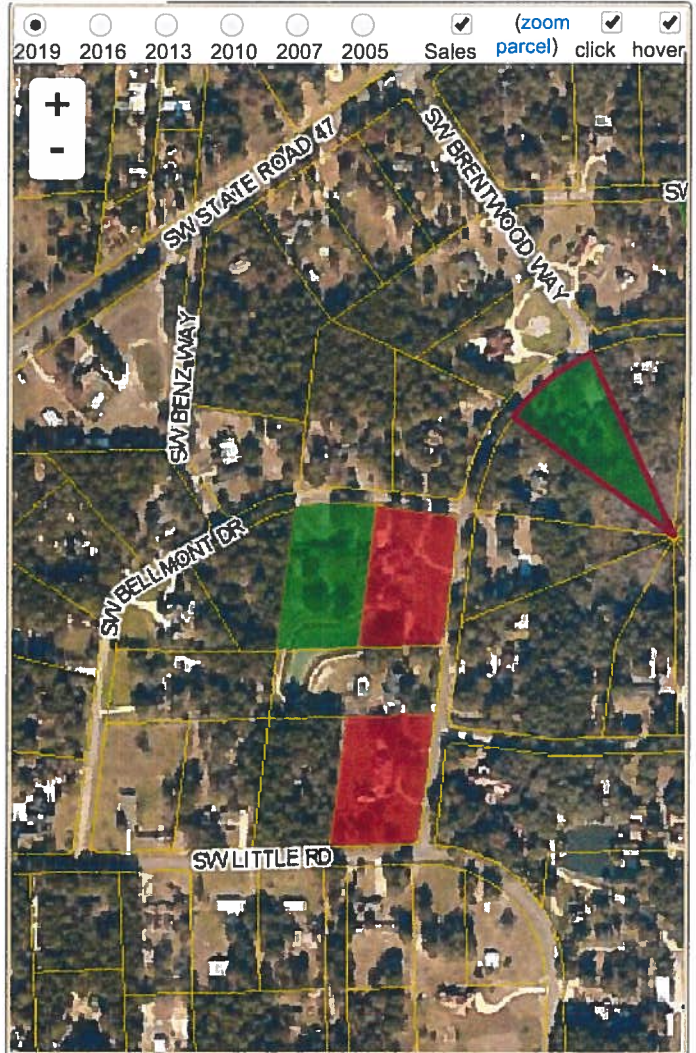 2019 2016 2013 2010 2007 2005 Sales (zoom parcel) click hover
+
-
SW STATE ROAD 47
SW BRENTWOOD WAY
SW
SW BENZ WAY
SW BELLMONT DR
SW LITTLE RD